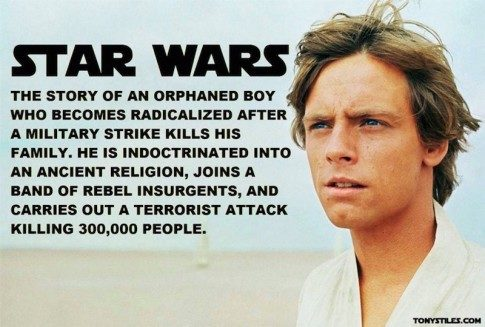 STAR WARS
THE STORY OF AN ORPHANED BOY
WHO BECOMES RADICALIZED AFTER
A MILITARY STRIKE KILLS HIS
FAMILY. HE IS INDOCTRINATED INTO
AN ANCIENT RELIGION, JOINS A
BAND OF REBEL INSURGENTS, AND
CARRIES OUT A TERRORIST ATTACK
KILLING 300,000 PEOPLE.
TONYSTILES.COM